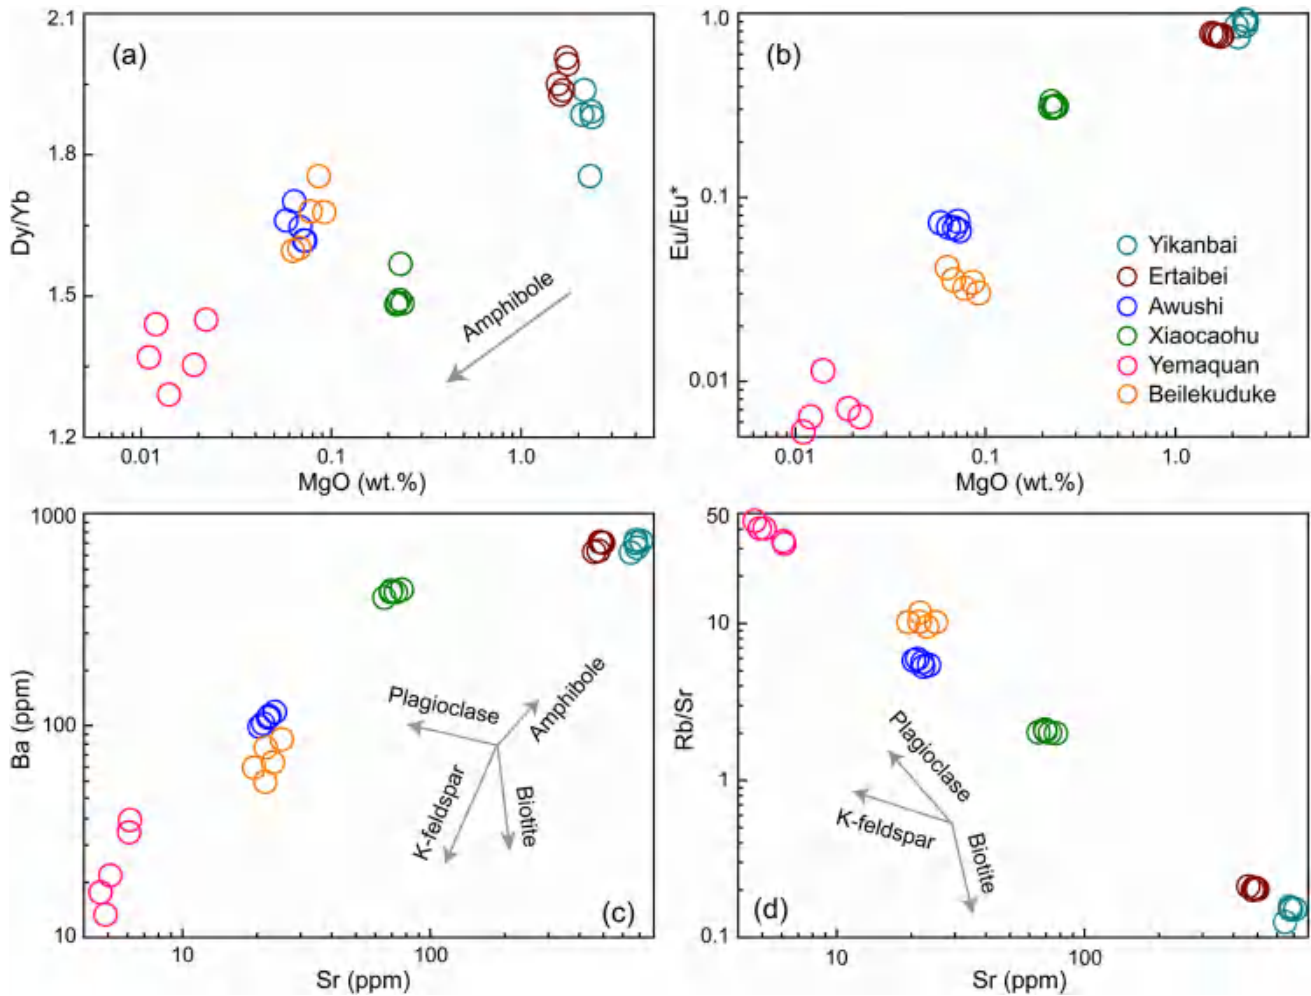 2.1
(a)
1.8
Dy/Yb
1.5
Amphibole
1.2
0.01
0.1
1.0
MgO (wt.%)
1.0
(b)
0.1
Eu/Eu*
0.01
Yikanbai
Ertaibei
Awushi
Xiaocaohu
Yemaquan
Beilekuduke
0.01
0.1
1.0
MgO (wt.%)
1000
Ba (ppm)
100
Plagioclase
Amphibole
K-feldspar
Biotite
10
(c)
10
100
Sr (ppm)
50
10
Rb/Sr
1
Plagioclase
K-feldspar
Biotite
0.1
(d)
10
100
Sr (ppm)